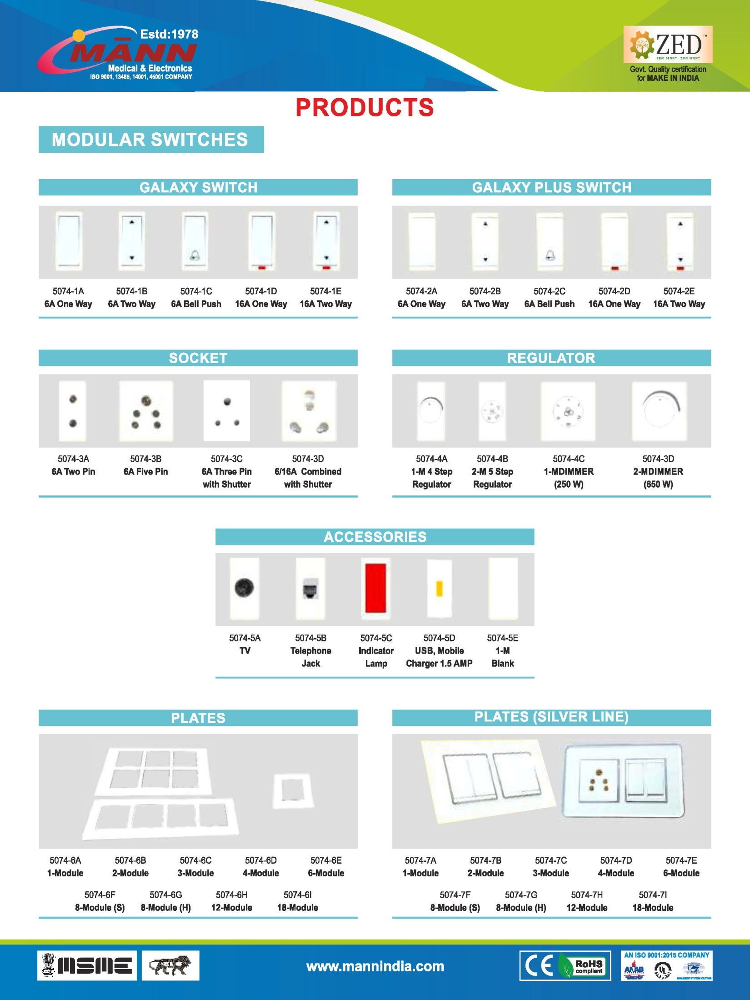 Estd:1978
MĀNN
Medical & Electronics
ISO 9001, 13485, 14001, 45001 COMPANY
ZED™
ZERO DEFECT · ZERO EFFECT
Govt. Quality certification
for MAKE IN INDIA
PRODUCTS
MODULAR SWITCHES
GALAXY SWITCH
5074-1A 5074-1B 5074-1C 5074-1D 5074-1E
6A One Way 6A Two Way 6A Bell Push 16A One Way 16A Two Way
GALAXY PLUS SWITCH
5074-2A 5074-2B 5074-2C 5074-2D 5074-2E
6A One Way 6A Two Way 6A Bell Push 16A One Way 16A Two Way
SOCKET
5074-3A 5074-3B 5074-3C 5074-3D
6A Two Pin 6A Five Pin 6A Three Pin 6/16A Combined
with Shutter with Shutter
REGULATOR
5074-4A 5074-4B 5074-4C 5074-3D
1-M 4 Step 2-M 5 Step 1-MDIMMER 2-MDIMMER
Regulator Regulator (250 W) (650 W)
ACCESSORIES
5074-5A 5074-5B 5074-5C 5074-5D 5074-5E
TV Telephone Indicator USB, Mobile 1-M
Jack Lamp Charger 1.5 AMP Blank
PLATES
5074-6A 5074-6B 5074-6C 5074-6D 5074-6E
1-Module 2-Module 3-Module 4-Module 6-Module
5074-6F 5074-6G 5074-6H 5074-6I
8-Module (S) 8-Module (H) 12-Module 18-Module
PLATES (SILVER LINE)
5074-7A 5074-7B 5074-7C 5074-7D 5074-7E
1-Module 2-Module 3-Module 4-Module 6-Module
5074-7F 5074-7G 5074-7H 5074-7I
8-Module (S) 8-Module (H) 12-Module 18-Module
MSME
www.mannindia.com
CE
RoHS
compliant
AN ISO 9001:2015 COMPANY
ANAB
UL
MANAGEMENT SYSTEMS SOLUTIONS